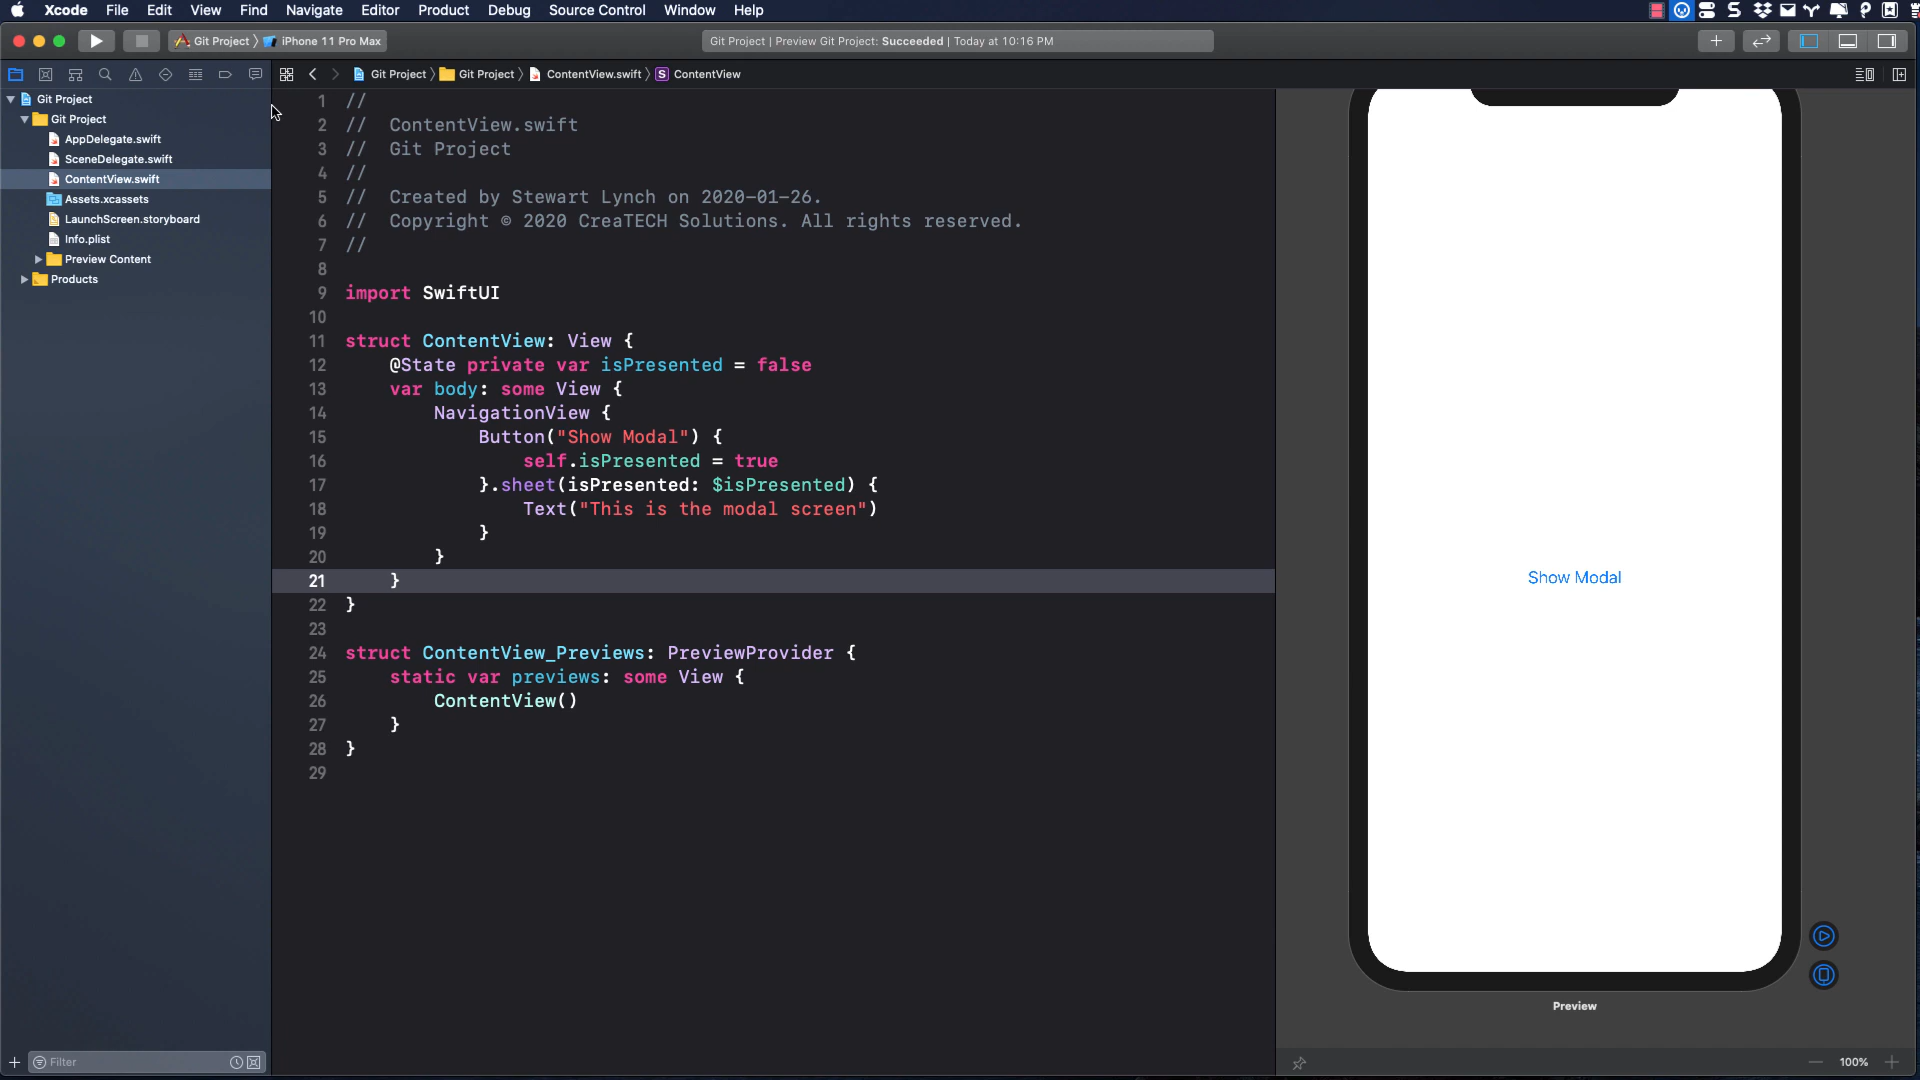 Xcode File Edit View Find Navigate Editor Product Debug Source Control Window Help
Git Project 〉 iPhone 11 Pro Max
Git Project | Preview Git Project: Succeeded | Today at 10:16 PM
Git Project 〉 Git Project 〉 ContentView.swift 〉 S ContentView
Git Project
Git Project
AppDelegate.swift
SceneDelegate.swift
ContentView.swift
Assets.xcassets
LaunchScreen.storyboard
Info.plist
Preview Content
Products
Filter
1 //
2 //  ContentView.swift
3 //  Git Project
4 //
5 //  Created by Stewart Lynch on 2020-01-26.
6 //  Copyright © 2020 CreaTECH Solutions. All rights reserved.
7 //
8
9 import SwiftUI
10
11 struct ContentView: View {
12     @State private var isPresented = false
13     var body: some View {
14         NavigationView {
15             Button("Show Modal") {
16                 self.isPresented = true
17             }.sheet(isPresented: $isPresented) {
18                 Text("This is the modal screen")
19             }
20         }
21     }
22 }
23
24 struct ContentView_Previews: PreviewProvider {
25     static var previews: some View {
26         ContentView()
27     }
28 }
29
Show Modal
Preview
100%